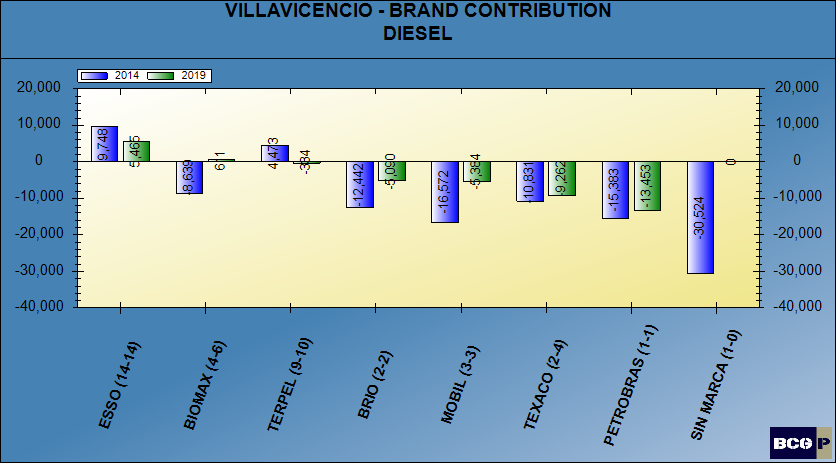 VILLAVICENCIO - BRAND CONTRIBUTION
DIESEL
2014 2019
20,000 20,000
10,000 10,000
0 0
-10,000 -10,000
-20,000 -20,000
-30,000 -30,000
-40,000 -40,000
9,748 5,465 -8,639 4,473 -334 -12,442 -5,090 -16,572 -5,384 -10,831 -9,262 -15,383 -13,453 -30,524 0
ESSO (14-14)
BIOMAX (4-6)
TERPEL (9-10)
BRIO (2-2)
MOBIL (3-3)
TEXACO (2-4)
PETROBRAS (1-1)
SIN MARCA (1-0)
BCO P